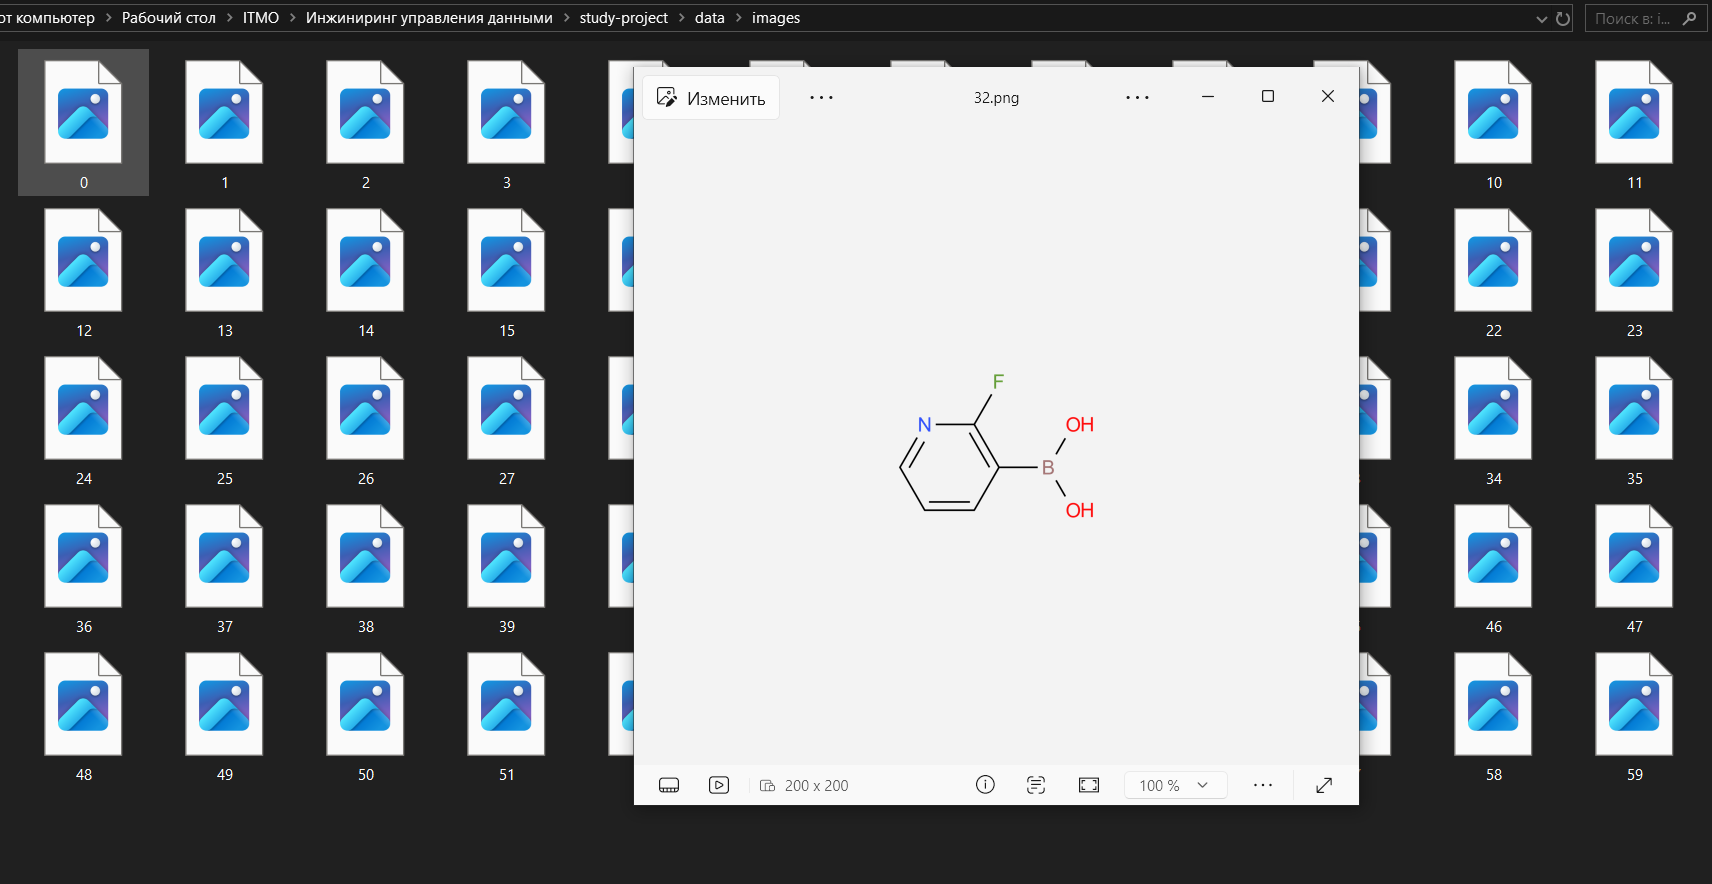 от компьютер > Рабочий стол > ITMO > Инжиниринг управления данными > study-project > data > images
Поиск в: i...
Изменить
32.png
0 1 2 3 10 11
12 13 14 15 22 23
24 25 26 27 34 35
36 37 38 39 46 47
48 49 50 51 58 59
F
N OH
B
OH
200 x 200
100 %